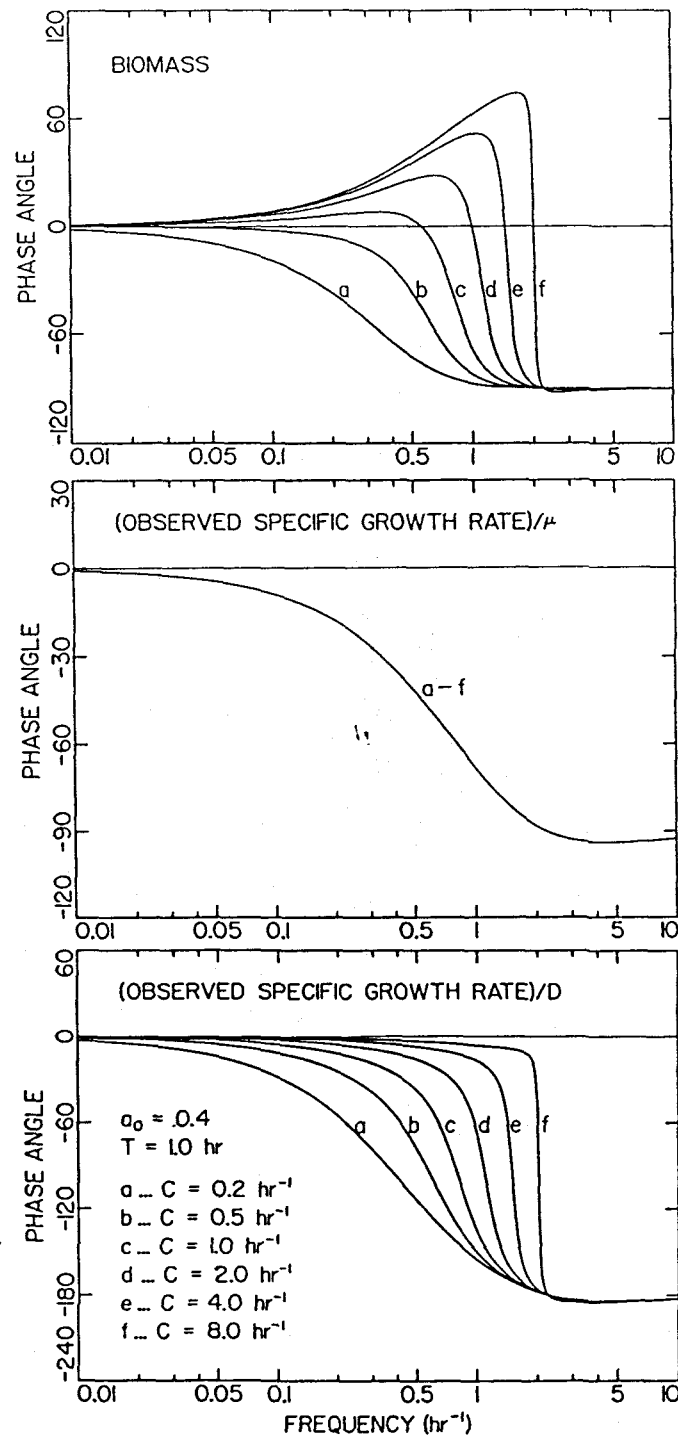 120
60
0
-60
-120
PHASE ANGLE
BIOMASS
a
b
c
d
e
f
0.01 0.05 0.1 0.5 1 5 10
30
0
-30
-60
-90
-120
PHASE ANGLE
(OBSERVED SPECIFIC GROWTH RATE)/μ
a-f
0.01 0.05 0.1 0.5 1 5 10
60
0
-60
-120
-180
-240
PHASE ANGLE
(OBSERVED SPECIFIC GROWTH RATE)/D
a
b
c
d
e
f
a₀ = 0.4
T = 1.0 hr
a ... C = 0.2 hr⁻¹
b ... C = 0.5 hr⁻¹
c ... C = 1.0 hr⁻¹
d ... C = 2.0 hr⁻¹
e ... C = 4.0 hr⁻¹
f ... C = 8.0 hr⁻¹
0.01 0.05 0.1 0.5 1 5 10
FREQUENCY (hr⁻¹)